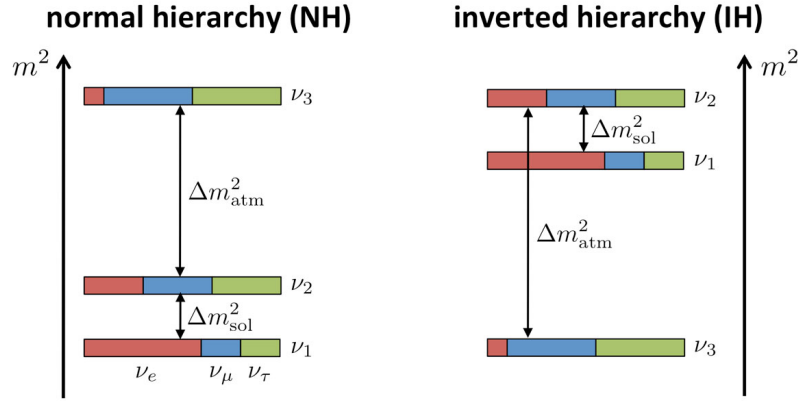 normal hierarchy (NH)
m²
ν₃
Δm²atm
ν₂
Δm²sol
ν₁
νe νμ ντ
inverted hierarchy (IH)
m²
ν₂
Δm²sol
ν₁
Δm²atm
ν₃